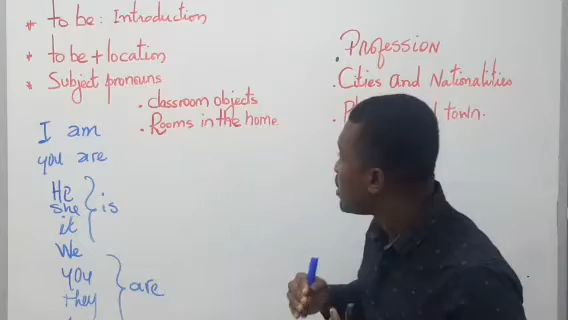 * to be: Introduction
* to be + location
* Subject pronouns
. classroom objects
. Rooms in the home.
. Profession
. Cities and Nationalities
town.
I am
you are
He
she
it
is
We
you
they
are